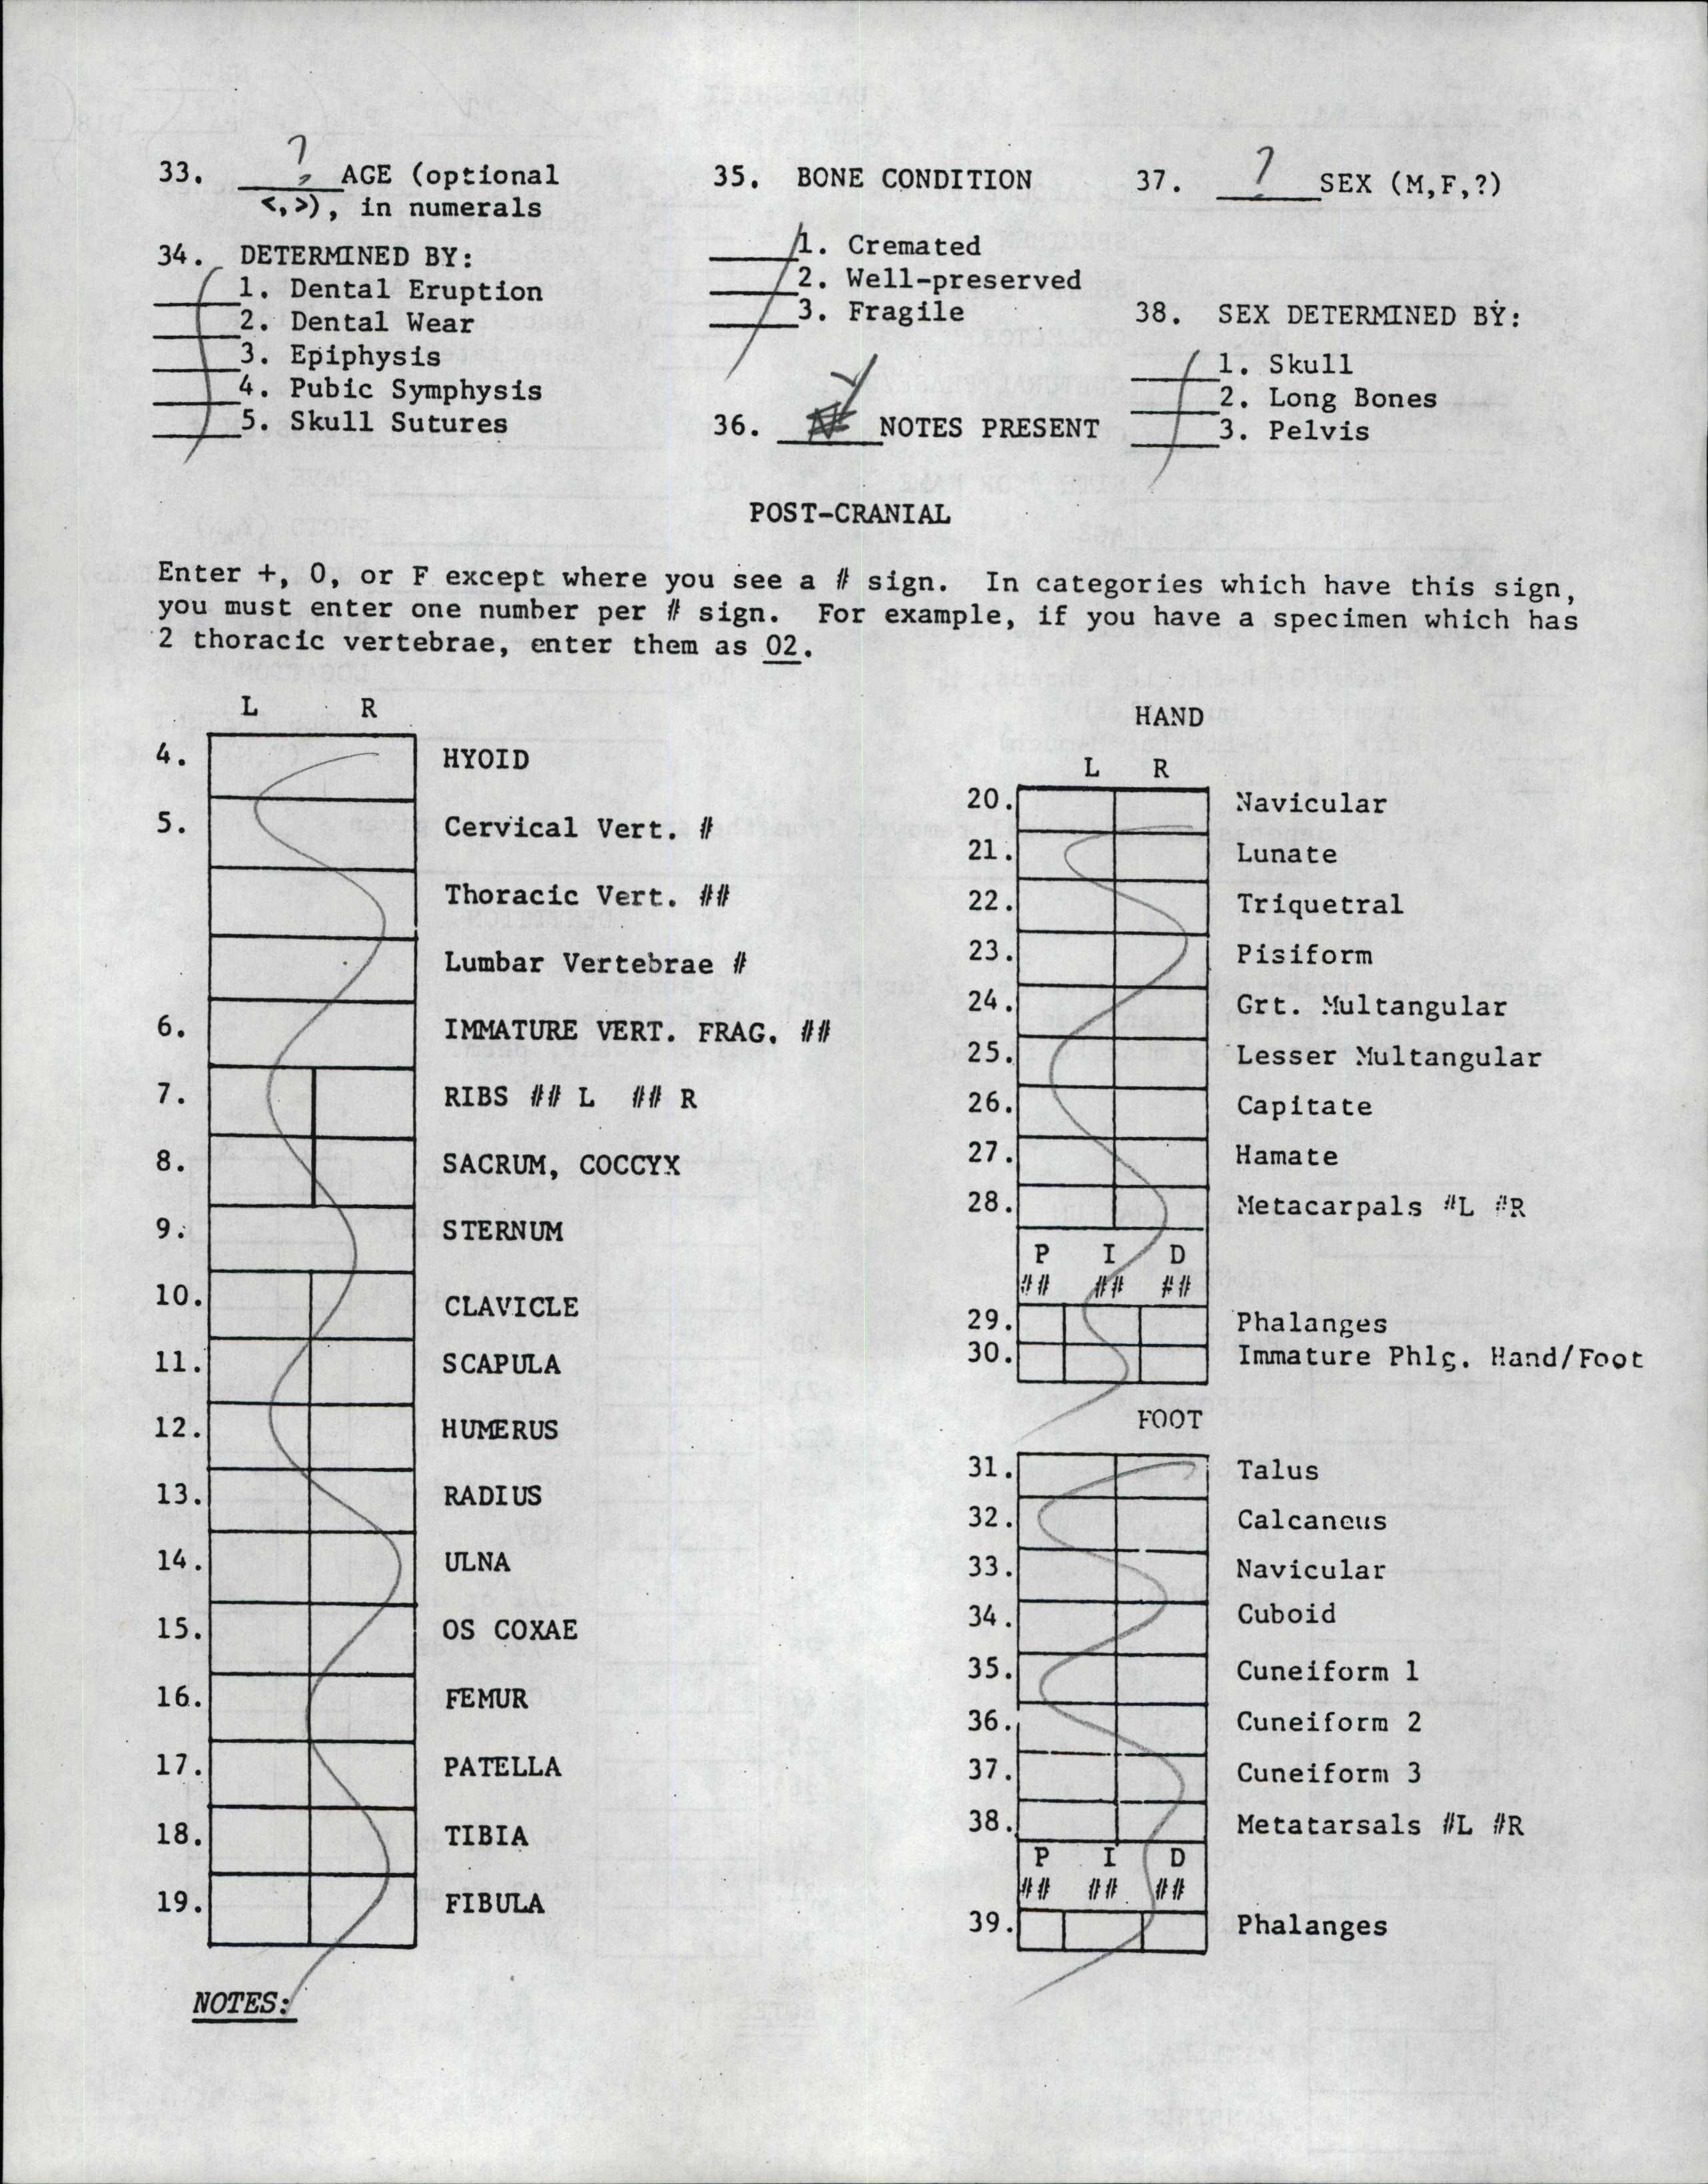 33. ? AGE (optional
<,>), in numerals
34. DETERMINED BY:
1. Dental Eruption
2. Dental Wear
3. Epiphysis
4. Pubic Symphysis
5. Skull Sutures
35. BONE CONDITION
1. Cremated
2. Well-preserved
3. Fragile
36. NOTES PRESENT
37. ? SEX (M,F,?)
38. SEX DETERMINED BY:
1. Skull
2. Long Bones
3. Pelvis
POST-CRANIAL
Enter +, 0, or F except where you see a # sign. In categories which have this sign,
you must enter one number per # sign. For example, if you have a specimen which has
2 thoracic vertebrae, enter them as 02.
L R
4. HYOID
5. Cervical Vert. #
Thoracic Vert. ##
Lumbar Vertebrae #
6. IMMATURE VERT. FRAG. ##
7. RIBS ## L ## R
8. SACRUM, COCCYX
9. STERNUM
10. CLAVICLE
11. SCAPULA
12. HUMERUS
13. RADIUS
14. ULNA
15. OS COXAE
16. FEMUR
17. PATELLA
18. TIBIA
19. FIBULA
NOTES:
HAND
L R
20. Navicular
21. Lunate
22. Triquetral
23. Pisiform
24. Grt. Multangular
25. Lesser Multangular
26. Capitate
27. Hamate
28. Metacarpals #L #R
P I D
## ## ##
29. Phalanges
30. Immature Phlg. Hand/Foot
FOOT
31. Talus
32. Calcaneus
33. Navicular
34. Cuboid
35. Cuneiform 1
36. Cuneiform 2
37. Cuneiform 3
38. Metatarsals #L #R
P I D
## ## ##
39. Phalanges